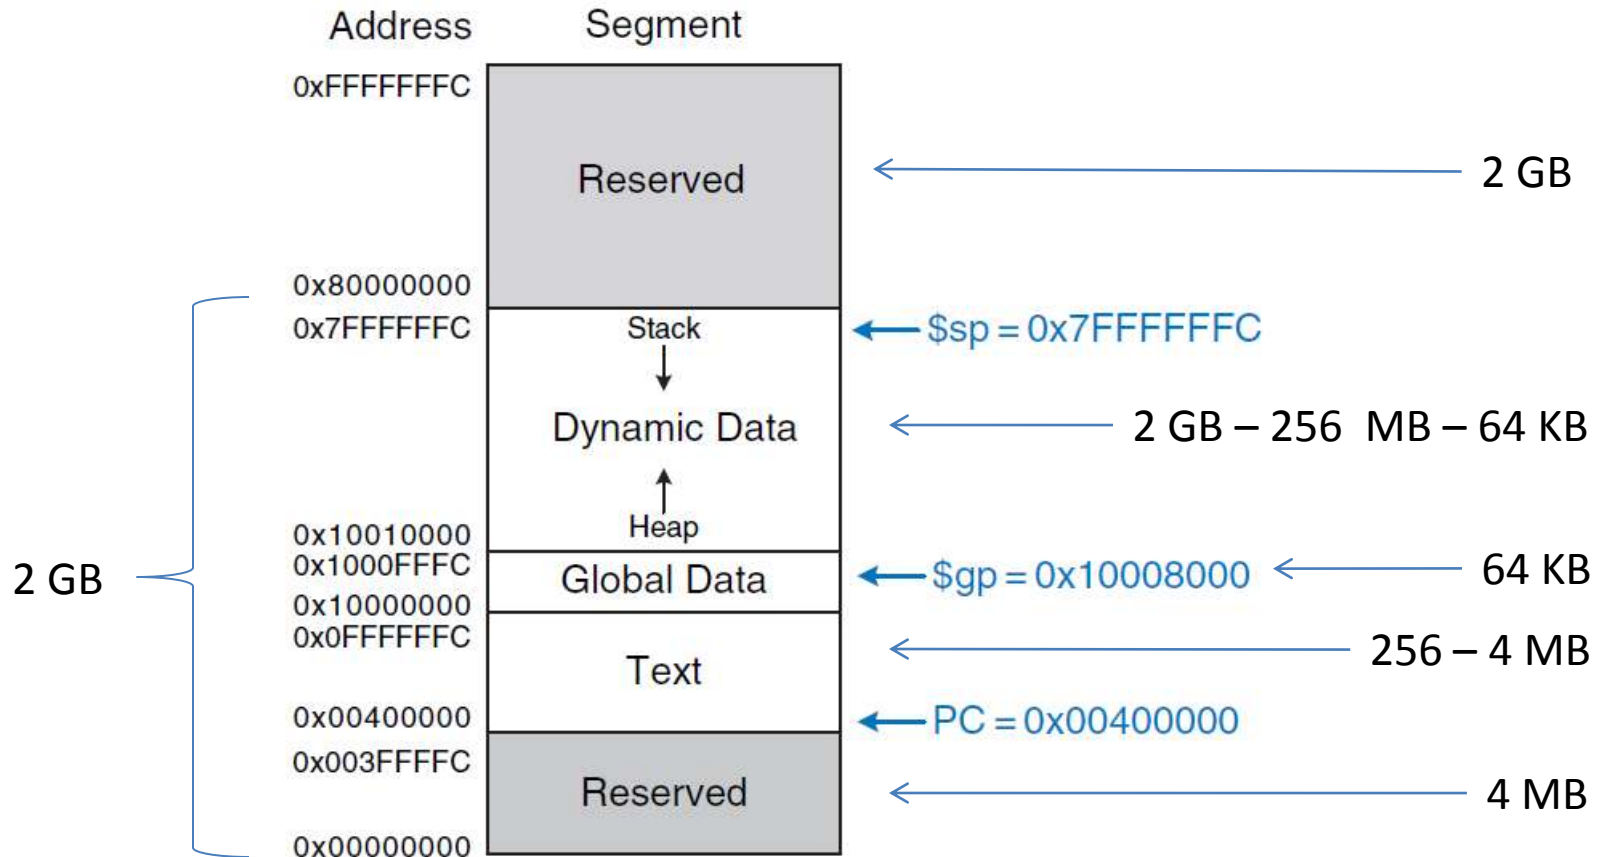 Address Segment
0xFFFFFFFC
Reserved
2 GB
0x80000000
0x7FFFFFFC
Stack
$sp = 0x7FFFFFFC
Dynamic Data
2 GB – 256 MB – 64 KB
Heap
0x10010000
0x1000FFFC
Global Data
$gp = 0x10008000
64 KB
2 GB
0x10000000
0x0FFFFFFC
Text
256 – 4 MB
0x00400000
PC = 0x00400000
0x003FFFFC
Reserved
4 MB
0x00000000